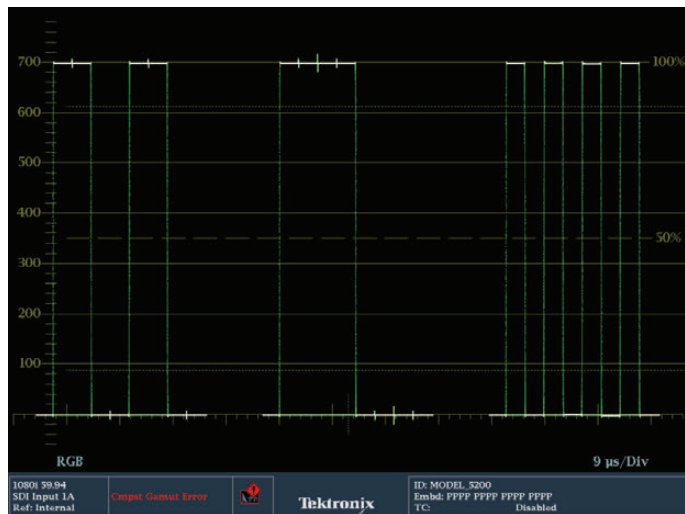 700
100%
600
500
400
50%
300
200
100
RGB
9 µs/Div
1080i 59.94
SDI Input 1A
Ref: Internal
Cmpst Gamut Error
Tektronix
ID: MODEL_5200
Embd: PPPP PPPP PPPP PPPP
TC: Disabled